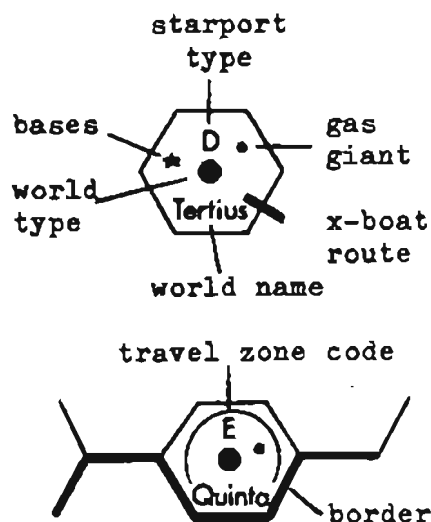 starport
type
bases
gas
giant
D
world
type
Tertius
x-boat
route
world name
travel zone code
E
Quinta
border